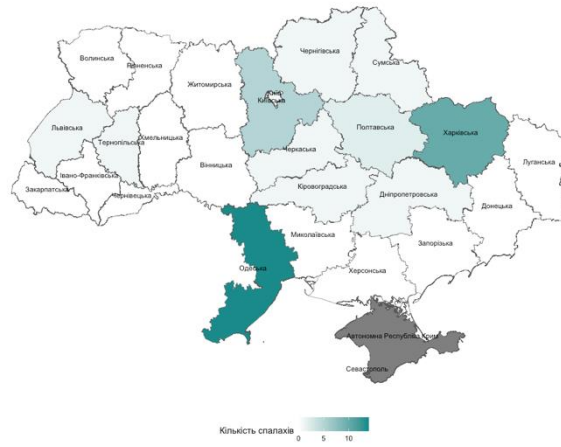 Волинська
Рівненська
Чернігівська
Сумська
Житомирська
Київ
Київська
Львівська
Тернопільська
Хмельницька
Полтавська
Харківська
Черкаська
Луганська
Вінницька
Івано-Франківська
Закарпатська
Чернівецька
Кіровоградська
Дніпропетровська
Донецька
Миколаївська
Запорізька
Одеська
Херсонська
Автономна Республіка Крим
Севастополь
Кількість спалахів
0 5 10